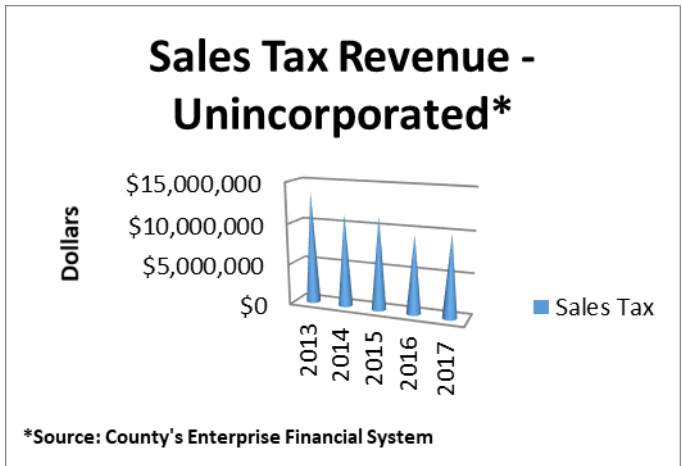 Sales Tax Revenue -
Unincorporated*
Dollars
$15,000,000
$10,000,000
$5,000,000
$0
2013
2014
2015
2016
2017
Sales Tax
*Source: County's Enterprise Financial System